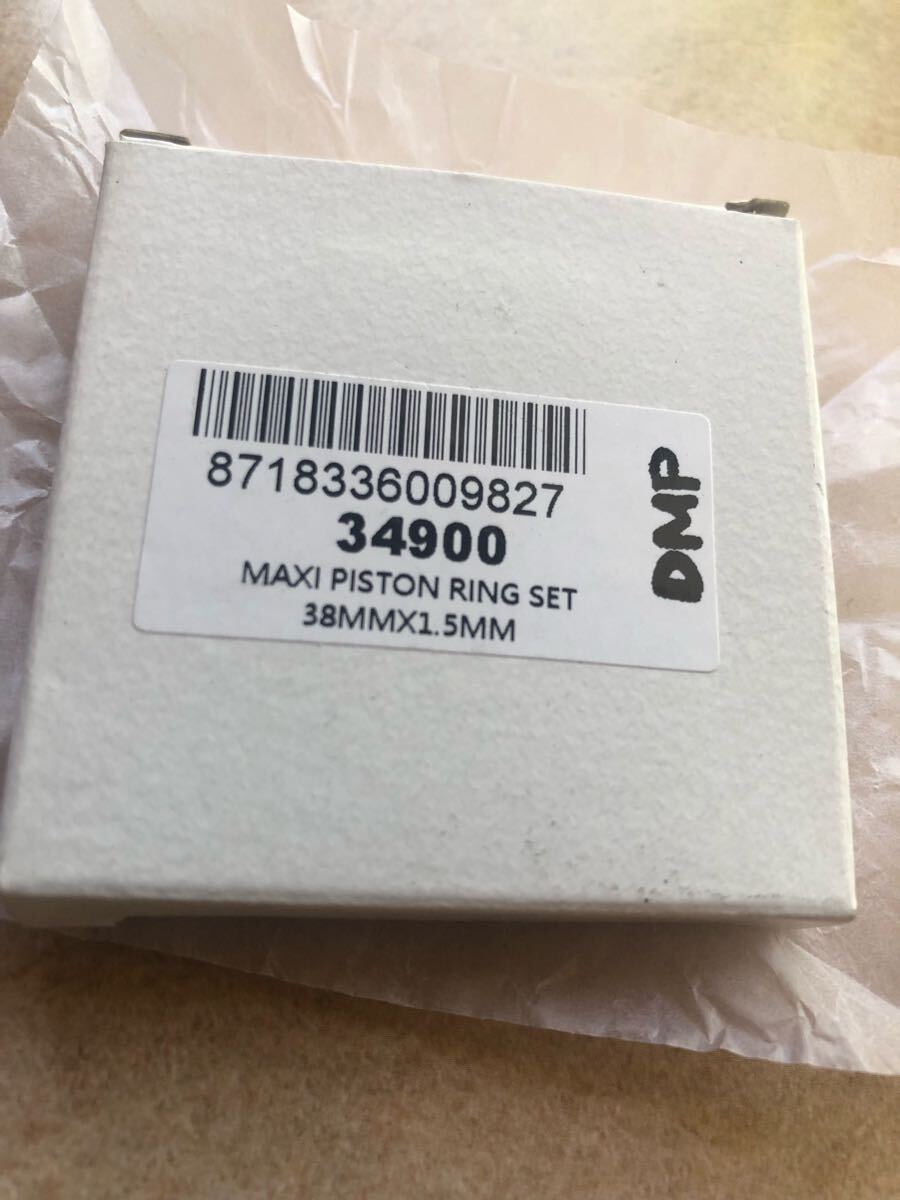 8718336009827
34900
MAXI PISTON RING SET
38MMX1.5MM
DMP